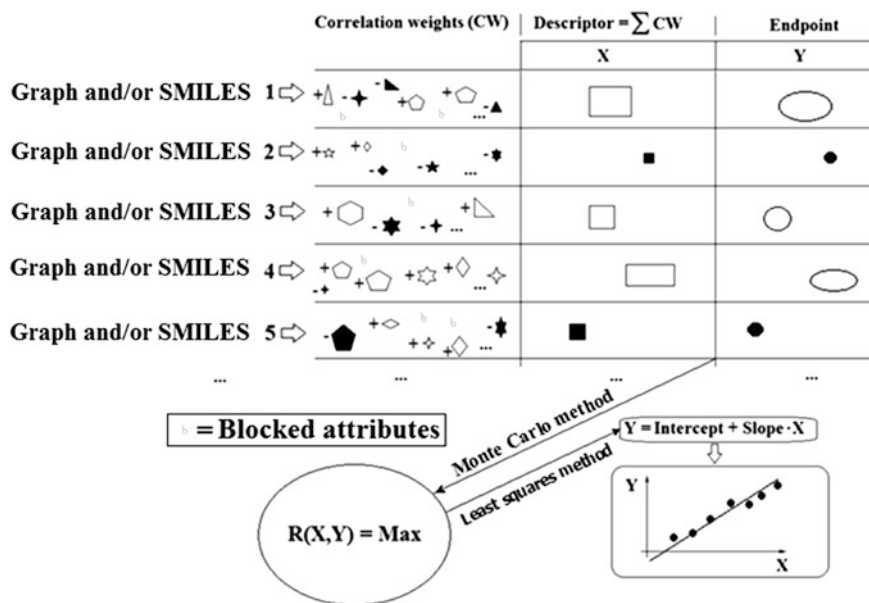 Correlation weights (CW) Descriptor = ∑ CW Endpoint
X Y
Graph and/or SMILES 1 + - - + + ... -
b b
Graph and/or SMILES 2 + + - b - ... -
Graph and/or SMILES 3 + - - ... +
Graph and/or SMILES 4 + - + + + ... -
Graph and/or SMILES 5 - + b + b + ... -
... ... ... ...
b = Blocked attributes
Monte Carlo method
Y = Intercept + Slope · X
Least squares method
R(X,Y) = Max
Y
X